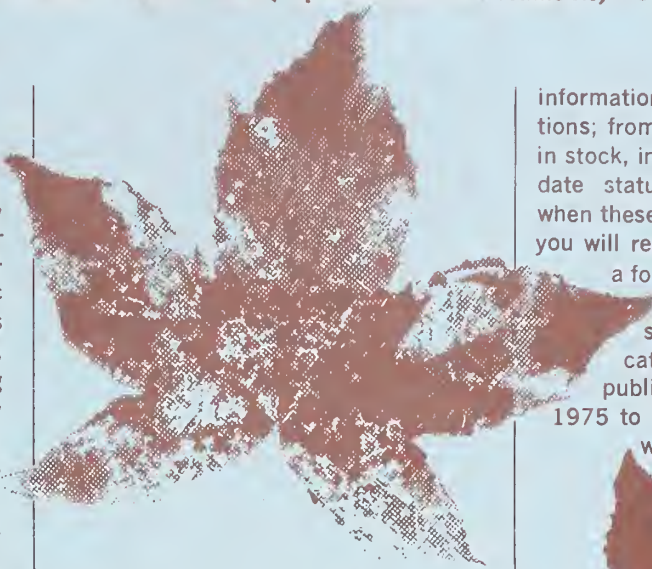 information
tions; from
in stock, in
date statu
when these
you will re
a fo
s
cat
publi
1975 to
w